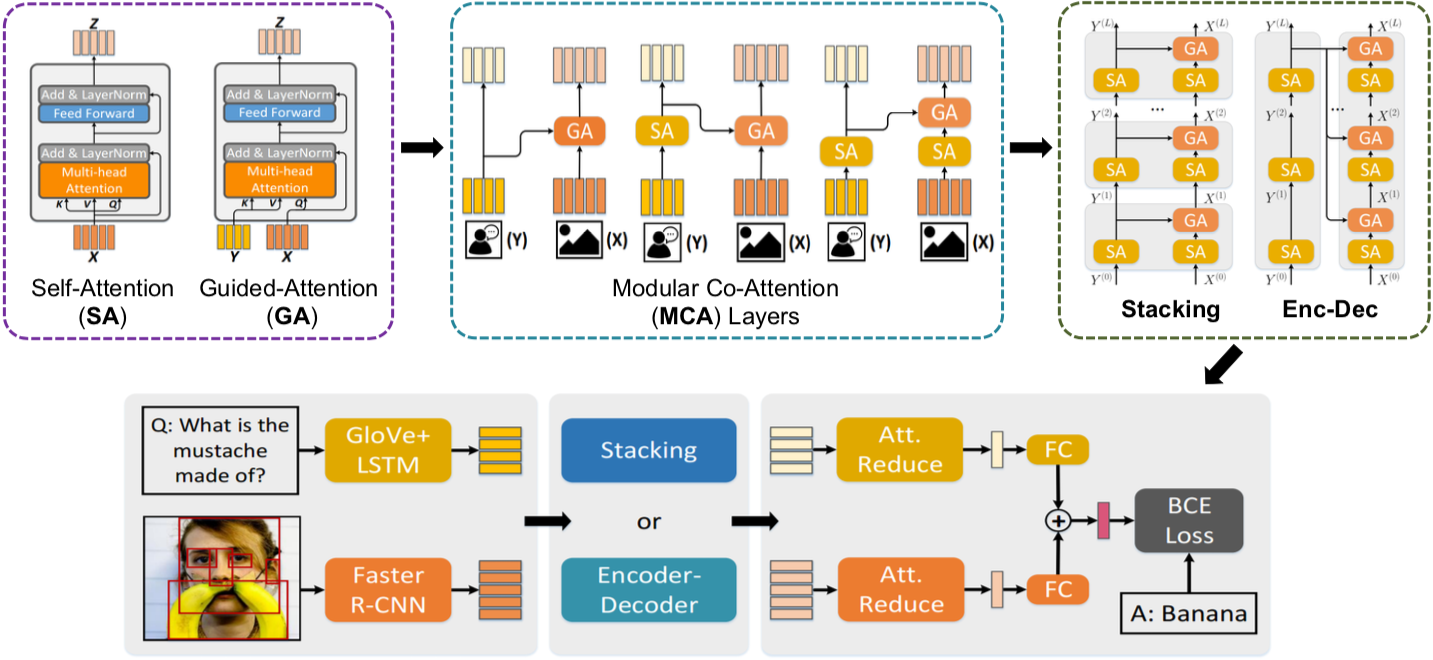 Z
Add & LayerNorm
Feed Forward
Add & LayerNorm
Multi-head
Attention
K V Q
X
Self-Attention
(SA)
Z
Add & LayerNorm
Feed Forward
Add & LayerNorm
Multi-head
Attention
K V Q
Y X
Guided-Attention
(GA)
GA
(Y) (X)
SA GA
(Y) (X)
GA
SA SA
(Y) (X)
Modular Co-Attention
(MCA) Layers
Y(L) X(L)
GA
SA SA
...
Y(2) X(2)
GA
SA SA
Y(1) X(1)
GA
SA SA
Y(0) X(0)
Stacking
Y(L) X(L)
GA
SA SA
...
Y(2) X(2)
GA
SA SA
Y(1) X(1)
GA
SA SA
Y(0) X(0)
Enc-Dec
Q: What is the
mustache
made of?
GloVe+
LSTM
Faster
R-CNN
Stacking
or
Encoder-
Decoder
Att.
Reduce
FC
+
Att.
Reduce
FC
BCE
Loss
A: Banana